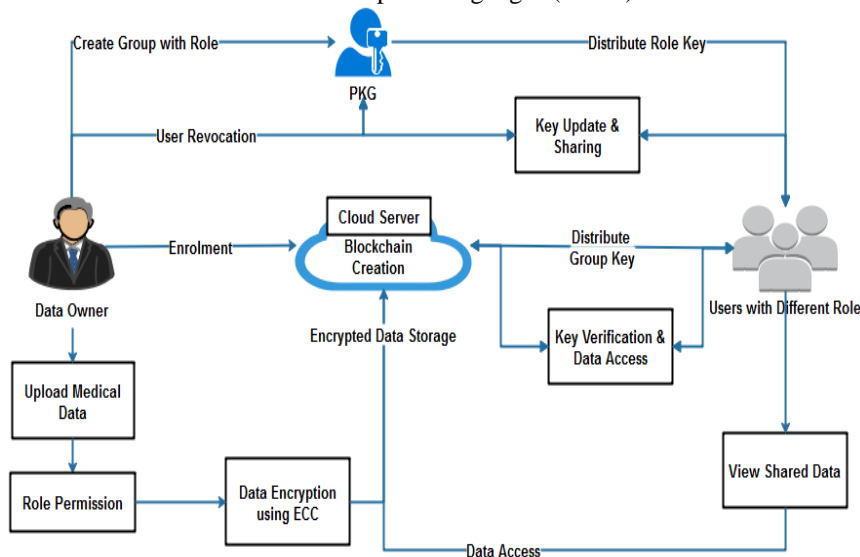 Create Group with Role
Distribute Role Key
PKG
User Revocation
Key Update &
Sharing
Cloud Server
Blockchain
Creation
Enrolment
Distribute
Group Key
Data Owner
Users with Different Role
Encrypted Data Storage
Key Verification &
Data Access
Upload Medical
Data
Role Permission
Data Encryption
using ECC
View Shared Data
Data Access